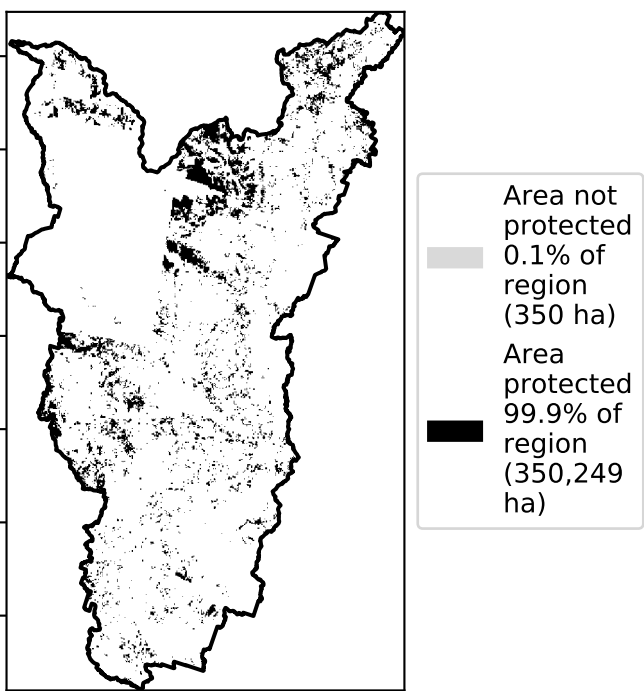 Area not
protected
0.1% of
region
(350 ha)
Area
protected
99.9% of
region
(350,249
ha)